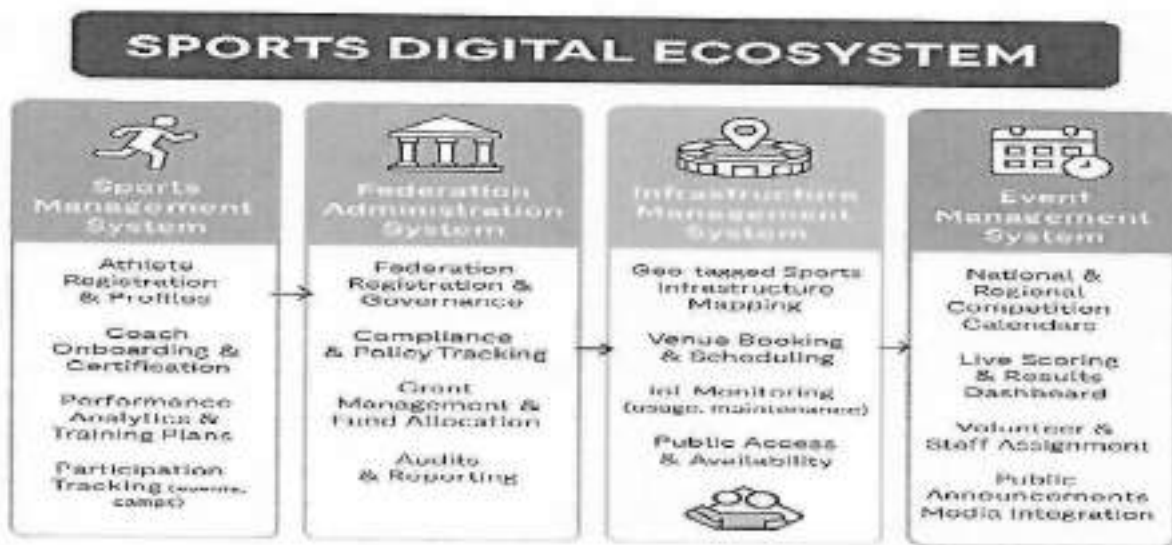 SPORTS DIGITAL ECOSYSTEM
Sports
Management
System
Athlete
Registration
& Profiles
Coach
Onboarding &
Certification
Performance
Analytics &
Training Plans
Participation
Tracking (events,
camps)
Federation
Administration
System
Federation
Registration &
Governance
Compliance
& Policy Tracking
Grant
Management &
Fund Allocation
Audits
& Reporting
Infrastructure
Management
System
Geo tagged Sports
Infrastructure
Mapping
Venue Booking
& Scheduling
Monitoring
(usage, maintenance)
Public Access
& Availability
Event
Management
System
National &
Regional
Competition
Calendars
Live Scoring
& Results
Dashboard
Volunteer &
Staff Assignment
Public
Announcements
Media Integration